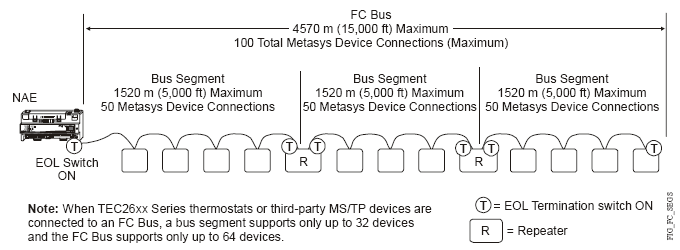 FC Bus
4570 m (15,000 ft) Maximum
100 Total Metasys Device Connections (Maximum)
Bus Segment
1520 m (5,000 ft) Maximum
50 Metasys Device Connections
Bus Segment
1520 m (5,000 ft) Maximum
50 Metasys Device Connections
Bus Segment
1520 m (5,000 ft) Maximum
50 Metasys Device Connections
NAE
T
EOL Switch
ON
T
T
R
T
T
R
T
Note: When TEC26xx Series thermostats or third-party MS/TP devices are
connected to an FC Bus, a bus segment supports only up to 32 devices
and the FC Bus supports only up to 64 devices.
T = EOL Termination switch ON
R = Repeater
FIG_FC_SEGS